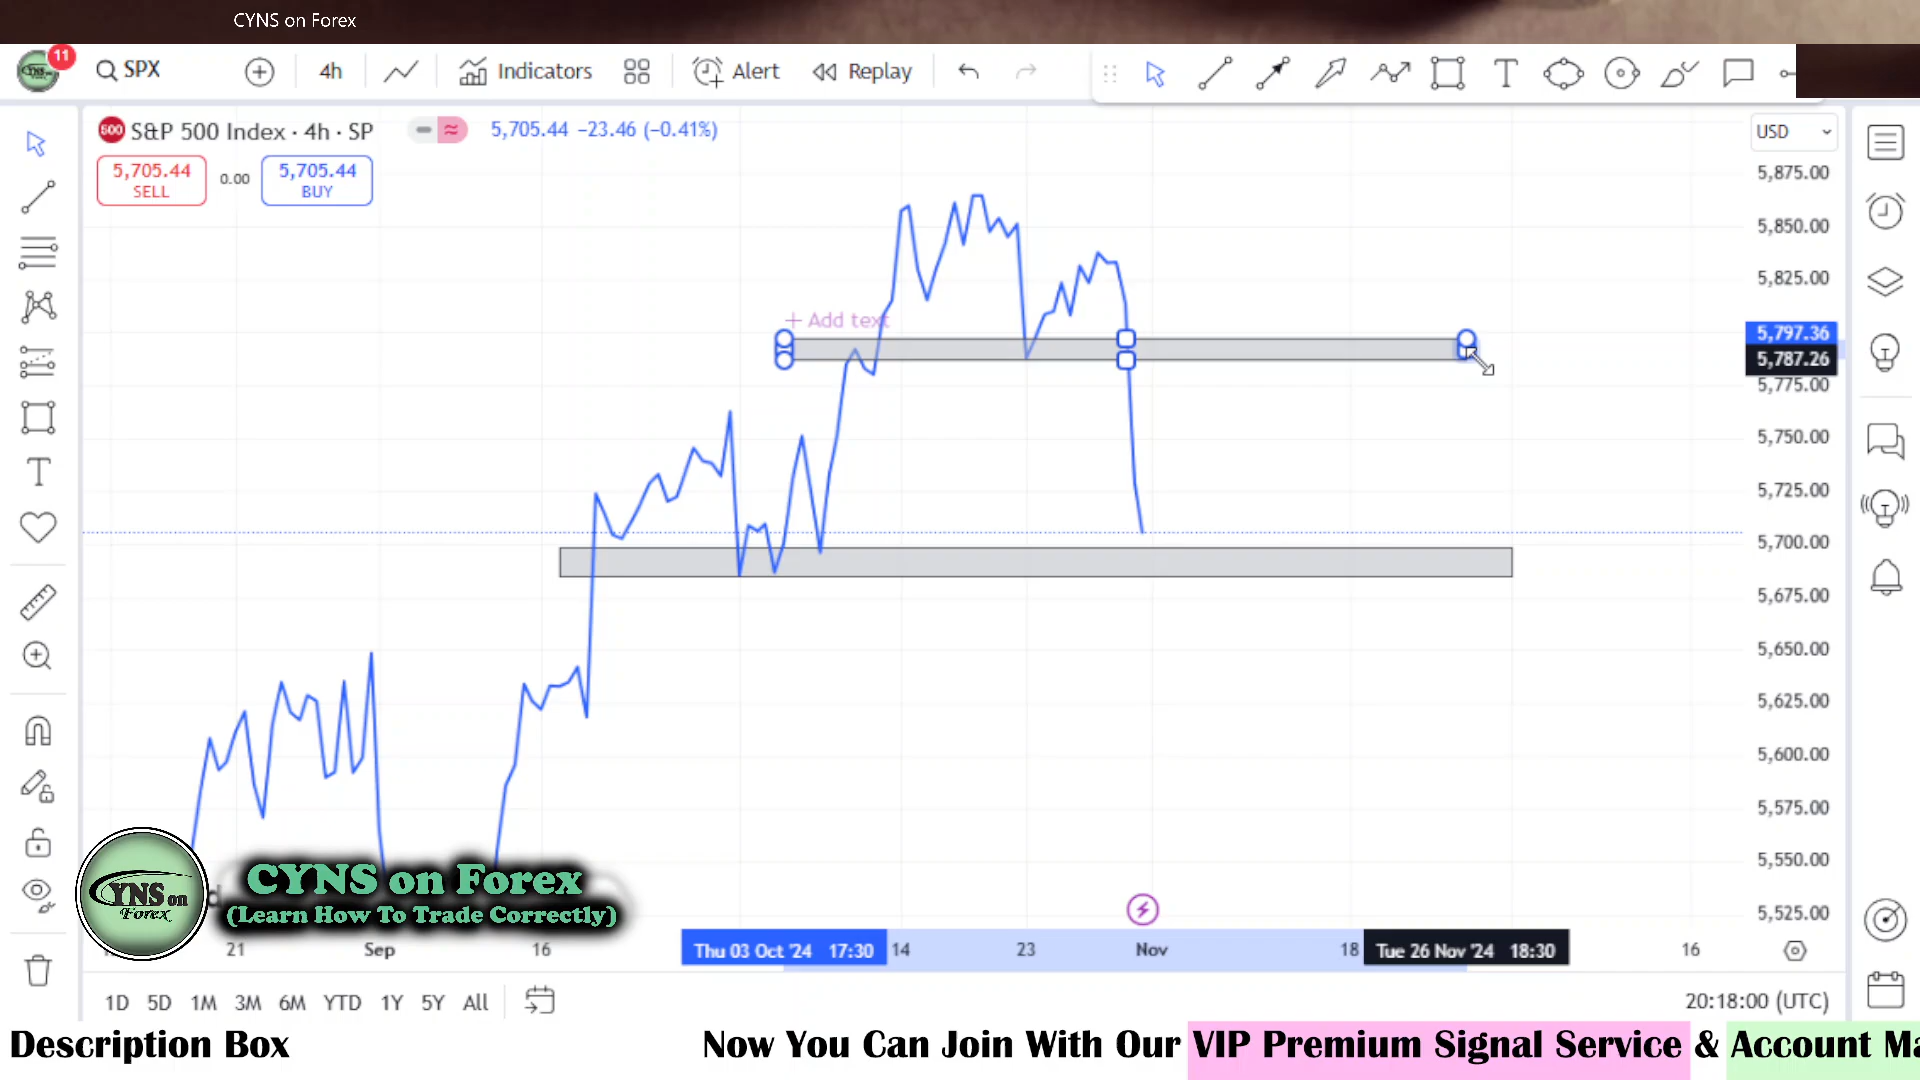 CYNS on Forex
11
SPX
4h
Indicators
Alert
Replay
500 S&P 500 Index · 4h · SP
5,705.44 −23.46 (−0.41%)
USD
5,705.44
SELL
0.00
5,705.44
BUY
5,875.00
5,850.00
5,825.00
+ Add text
5,797.36
5,787.26
5,775.00
5,750.00
5,725.00
5,700.00
5,675.00
5,650.00
5,625.00
5,600.00
5,575.00
5,550.00
5,525.00
CYNS on Forex
(Learn How To Trade Correctly)
YNS on
Forex
21 Sep 16 Thu 03 Oct '24 17:30 14 23 Nov 18 Tue 26 Nov '24 18:30 16
1D 5D 1M 3M 6M YTD 1Y 5Y All
20:18:00 (UTC)
Description Box Now You Can Join With Our VIP Premium Signal Service & Account Ma